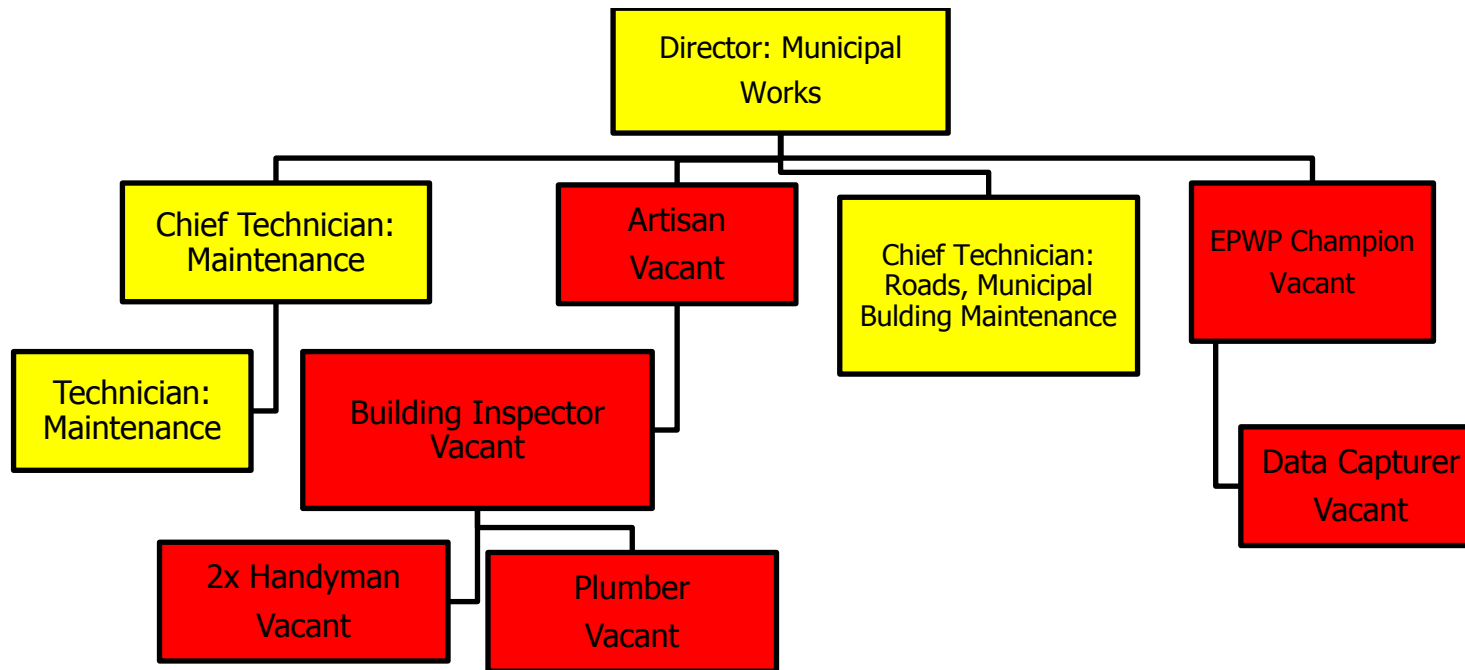 Director: Municipal
Works
Chief Technician:
Maintenance
Artisan
Vacant
Chief Technician:
Roads, Municipal
Bulding Maintenance
EPWP Champion
Vacant
Technician:
Maintenance
Building Inspector
Vacant
Data Capturer
Vacant
2x Handyman
Vacant
Plumber
Vacant